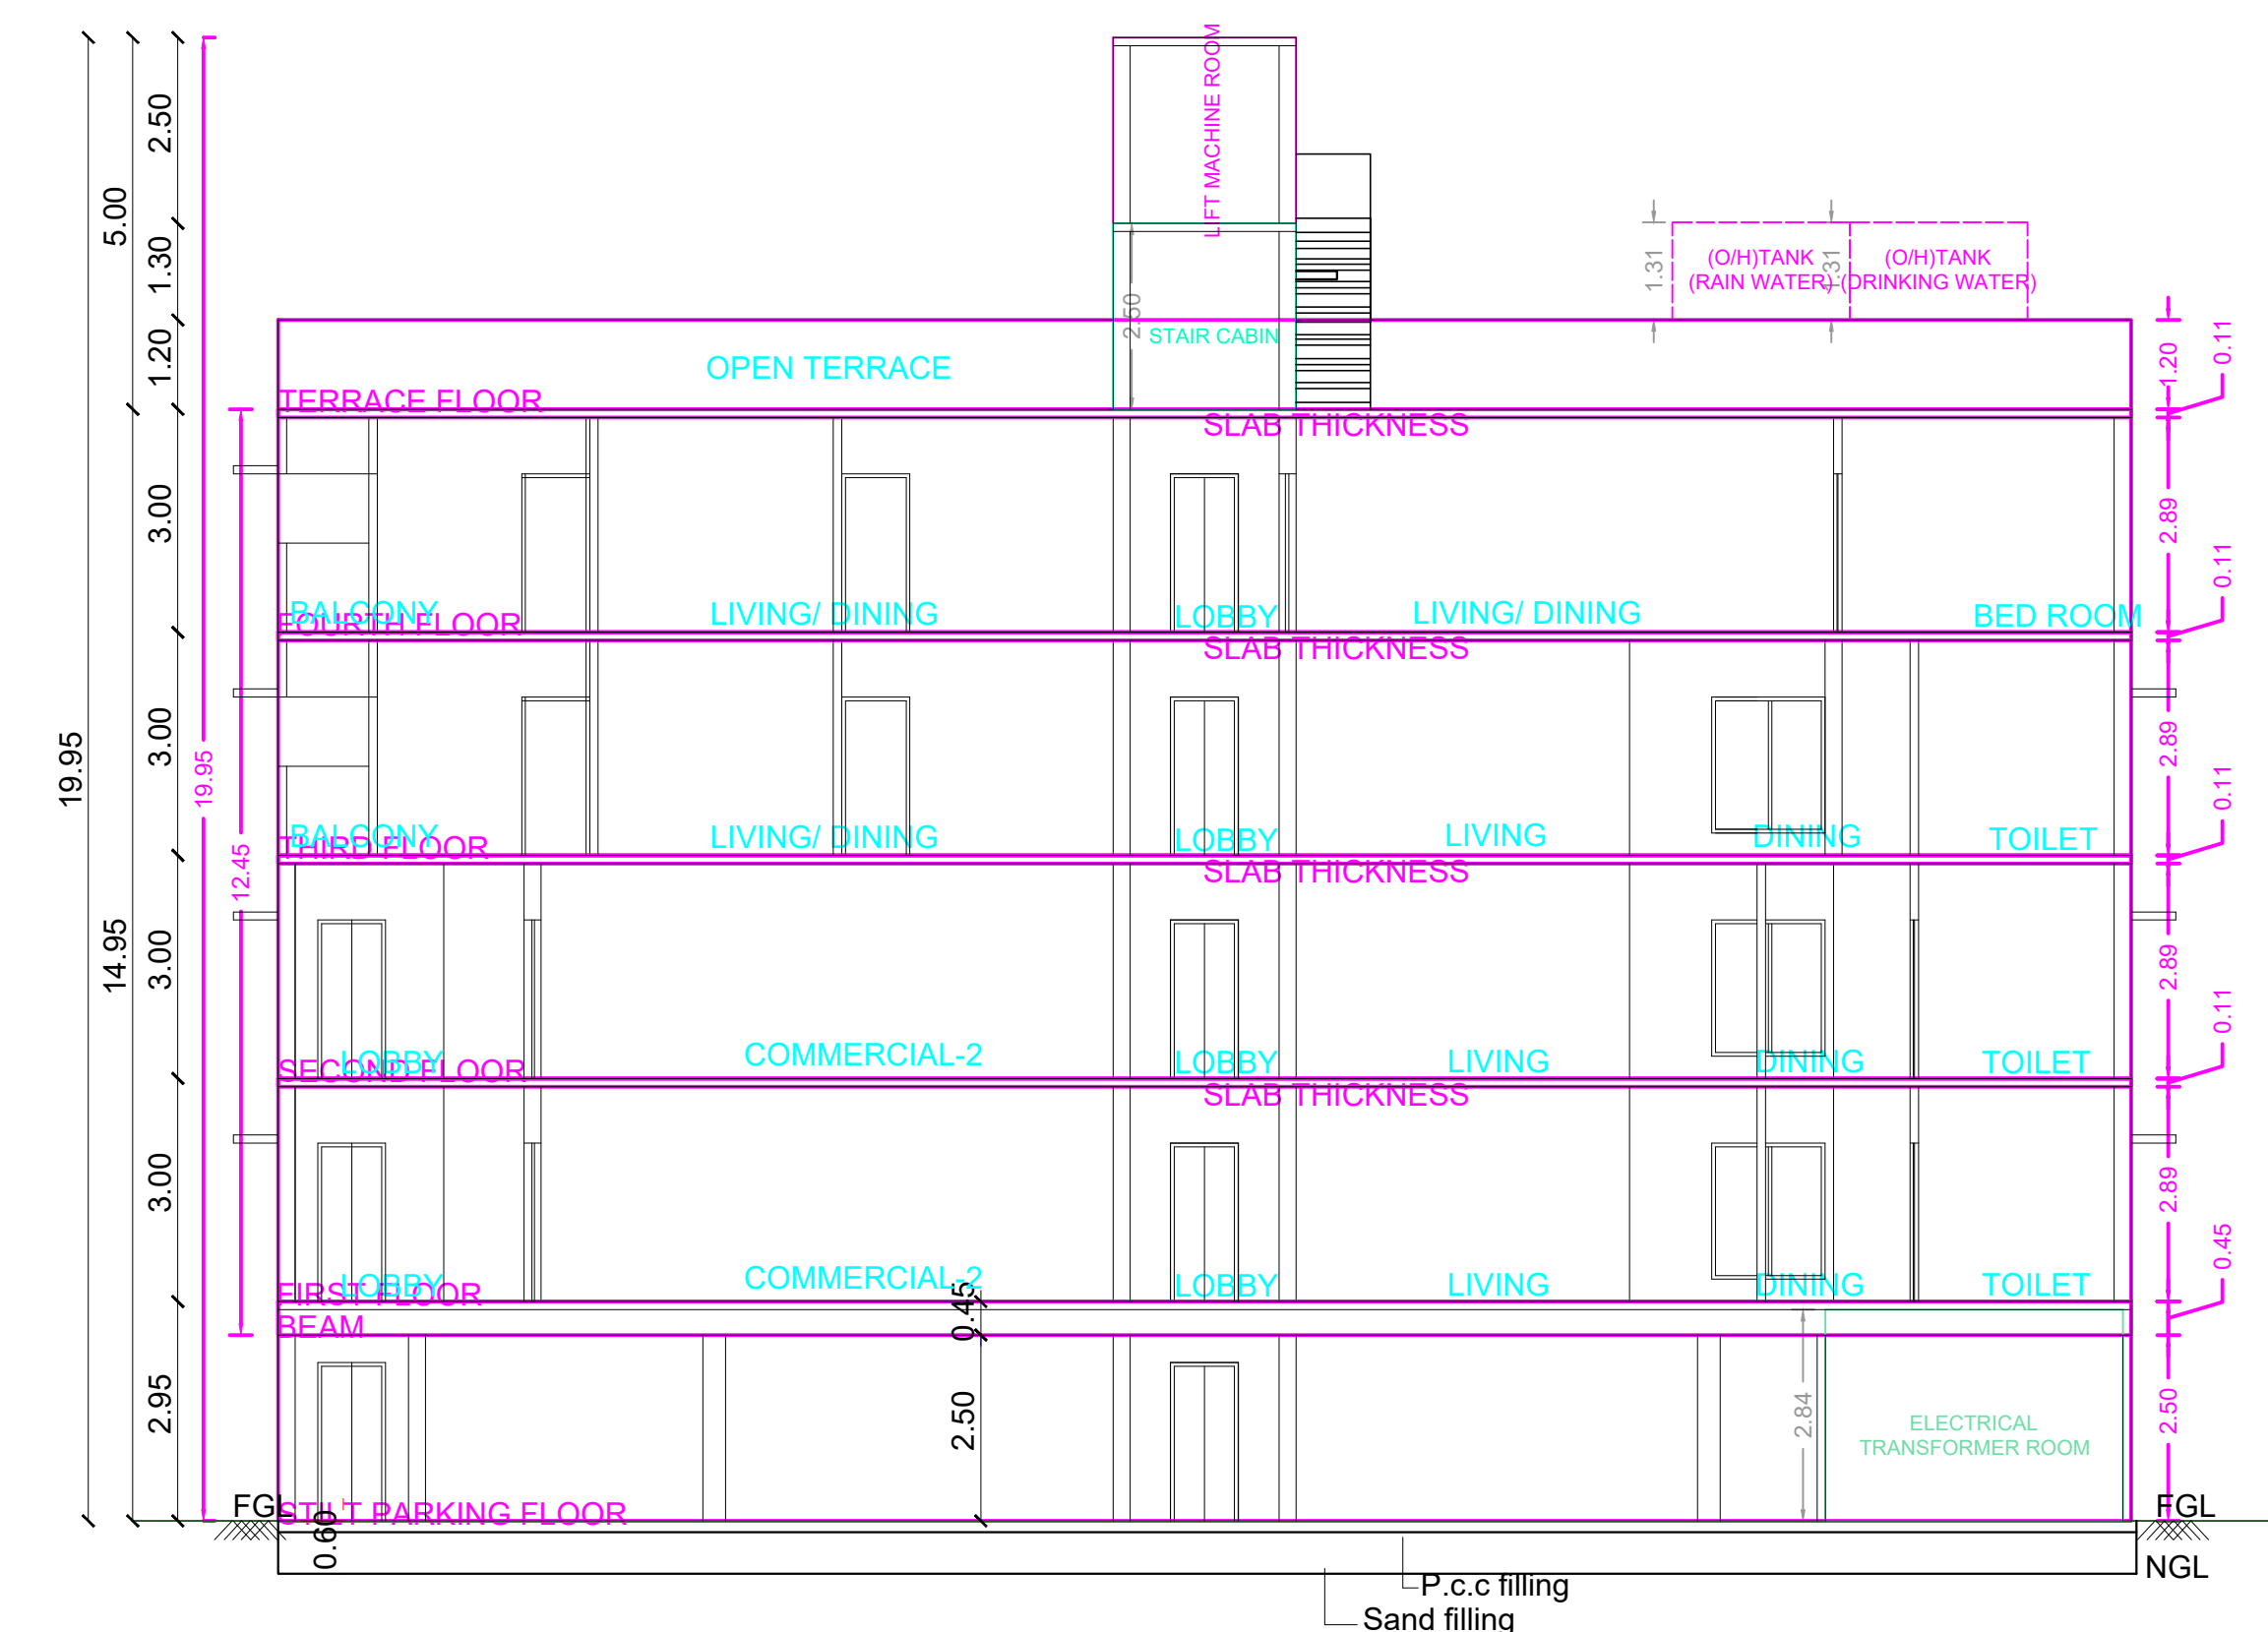 LIFT MACHINE ROOM
2.50
5.00
1.30
1.31
(O/H)TANK
(RAIN WATER)
1.31
(O/H)TANK
(DRINKING WATER)
1.20
2.50
STAIR CABIN
OPEN TERRACE
1.20
0.11
TERRACE FLOOR
SLAB THICKNESS
3.00
2.89
0.11
BALCONY
LIVING/ DINING
LOBBY
LIVING/ DINING
BED ROOM
FOURTH FLOOR
SLAB THICKNESS
19.95
3.00
19.95
2.89
0.11
BALCONY
LIVING/ DINING
LOBBY
LIVING
DINING
TOILET
THIRD FLOOR
SLAB THICKNESS
12.45
14.95
3.00
2.89
0.11
LOBBY
COMMERCIAL-2
LOBBY
LIVING
DINING
TOILET
SECOND FLOOR
SLAB THICKNESS
3.00
2.89
0.45
LOBBY
COMMERCIAL-2
LOBBY
LIVING
DINING
TOILET
FIRST FLOOR
0.45
BEAM
2.95
2.50
2.84
ELECTRICAL
TRANSFORMER ROOM
2.50
FGL
STILT PARKING FLOOR
T
FGL
0.60
NGL
P.c.c filling
Sand filling